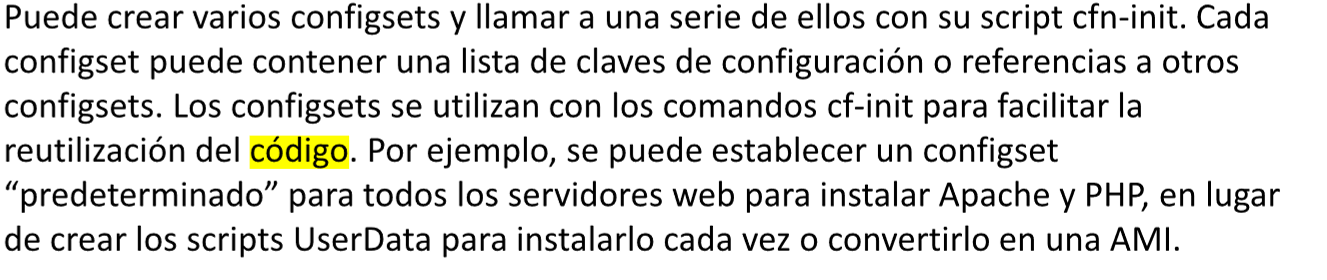 Puede crear varios configsets y llamar a una serie de ellos con su script cfn-init. Cada
configset puede contener una lista de claves de configuración o referencias a otros
configsets. Los configsets se utilizan con los comandos cf-init para facilitar la
reutilización del código. Por ejemplo, se puede establecer un configset
“predeterminado” para todos los servidores web para instalar Apache y PHP, en lugar
de crear los scripts UserData para instalarlo cada vez o convertirlo en una AMI.